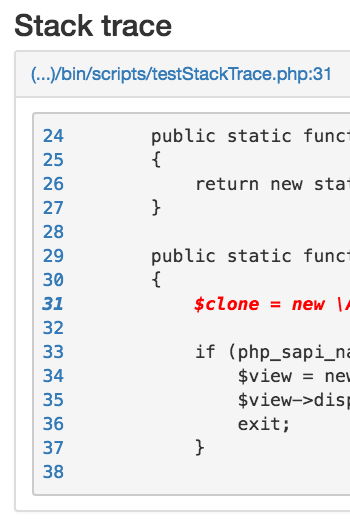 Stack trace
(...)/bin/scripts/testStackTrace.php:31
24 public static funct
25 {
26 return new stat
27 }
28
29 public static funct
30 {
31 $clone = new \A
32
33 if (php_sapi_na
34 $view = new
35 $view->disp
36 exit;
37 }
38